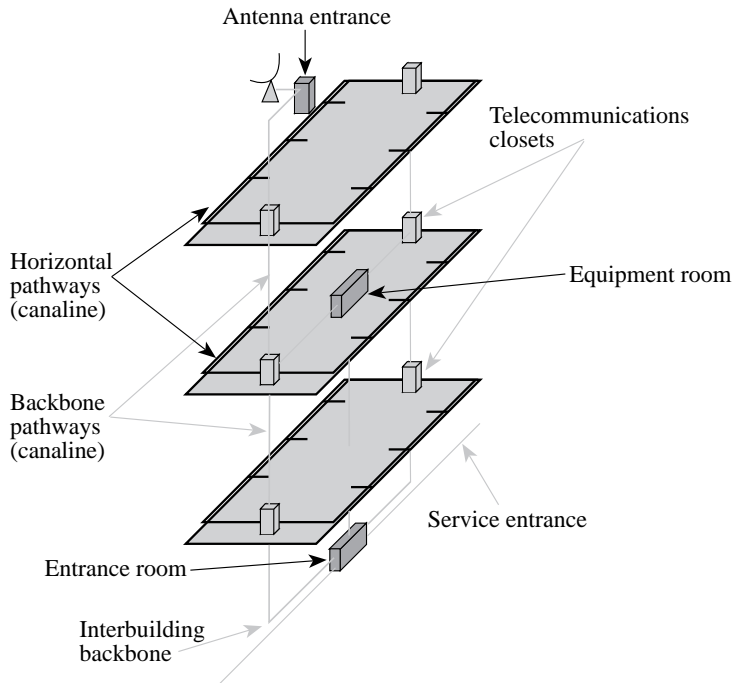 Antenna entrance
Telecommunications
closets
Horizontal
pathways
(canaline)
Equipment room
Backbone
pathways
(canaline)
Service entrance
Entrance room
Interbuilding
backbone